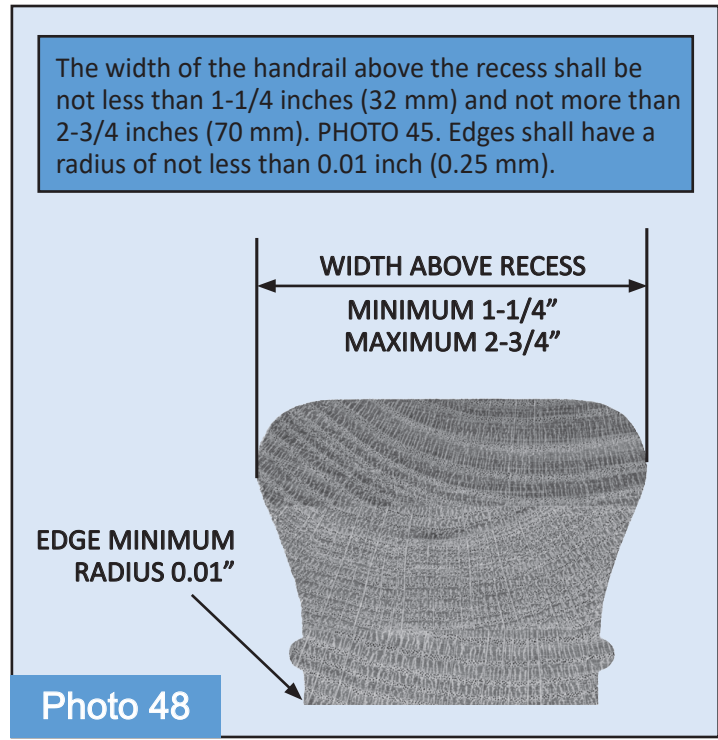 The width of the handrail above the recess shall be
not less than 1-1/4 inches (32 mm) and not more than
2-3/4 inches (70 mm). PHOTO 45. Edges shall have a
radius of not less than 0.01 inch (0.25 mm).
WIDTH ABOVE RECESS
MINIMUM 1-1/4”
MAXIMUM 2-3/4”
EDGE MINIMUM
RADIUS 0.01”
Photo 48